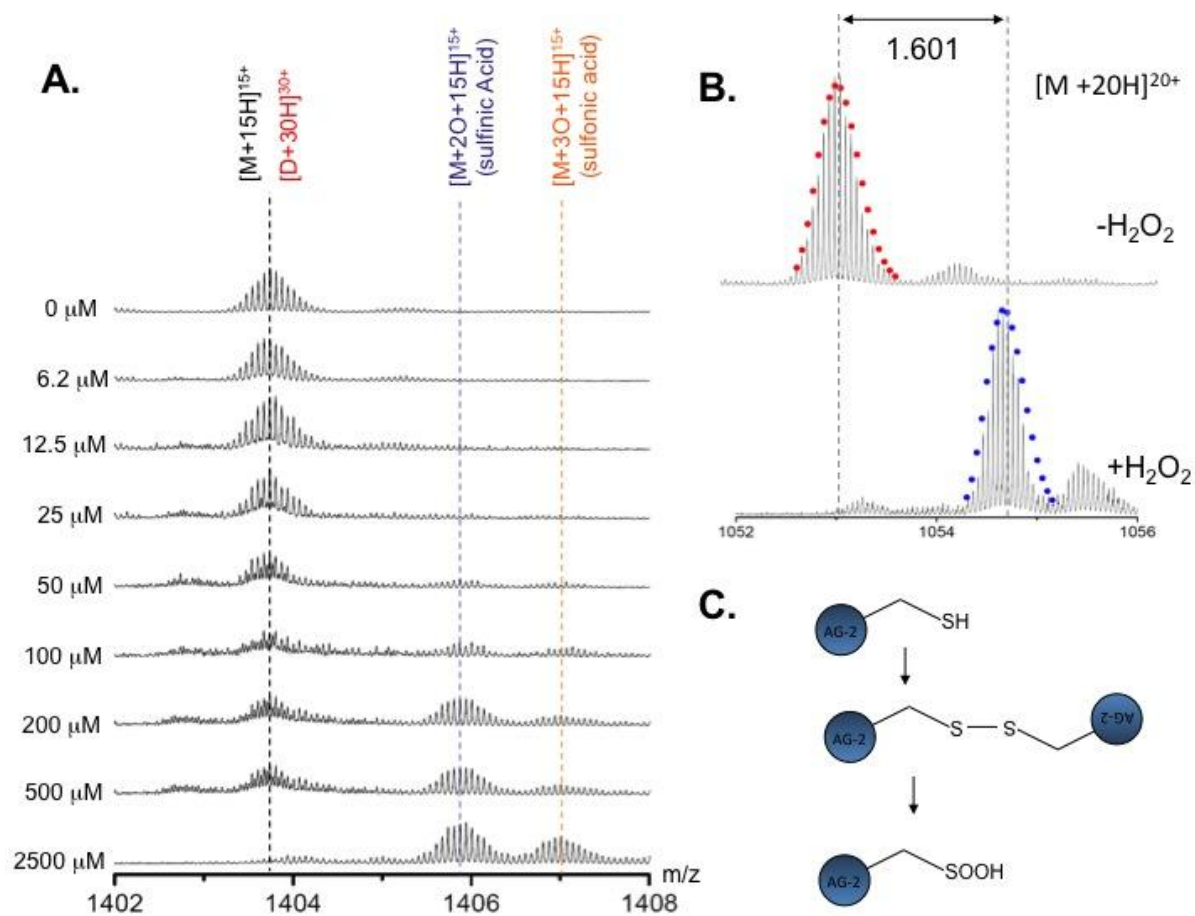 A.
[M+15H]15+
[D+30H]30+
[M+2O+15H]15+
(sulfinic Acid)
[M+3O+15H]15+
(sulfonic acid)
0 μM
6.2 μM
12.5 μM
25 μM
50 μM
100 μM
200 μM
500 μM
2500 μM
1402
1404
1406
1408
m/z
B.
1.601
[M +20H]20+
-H2O2
+H2O2
1052
1054
1056
C.
AG-2
SH
AG-2
S
S
AG-2
AG-2
SOOH